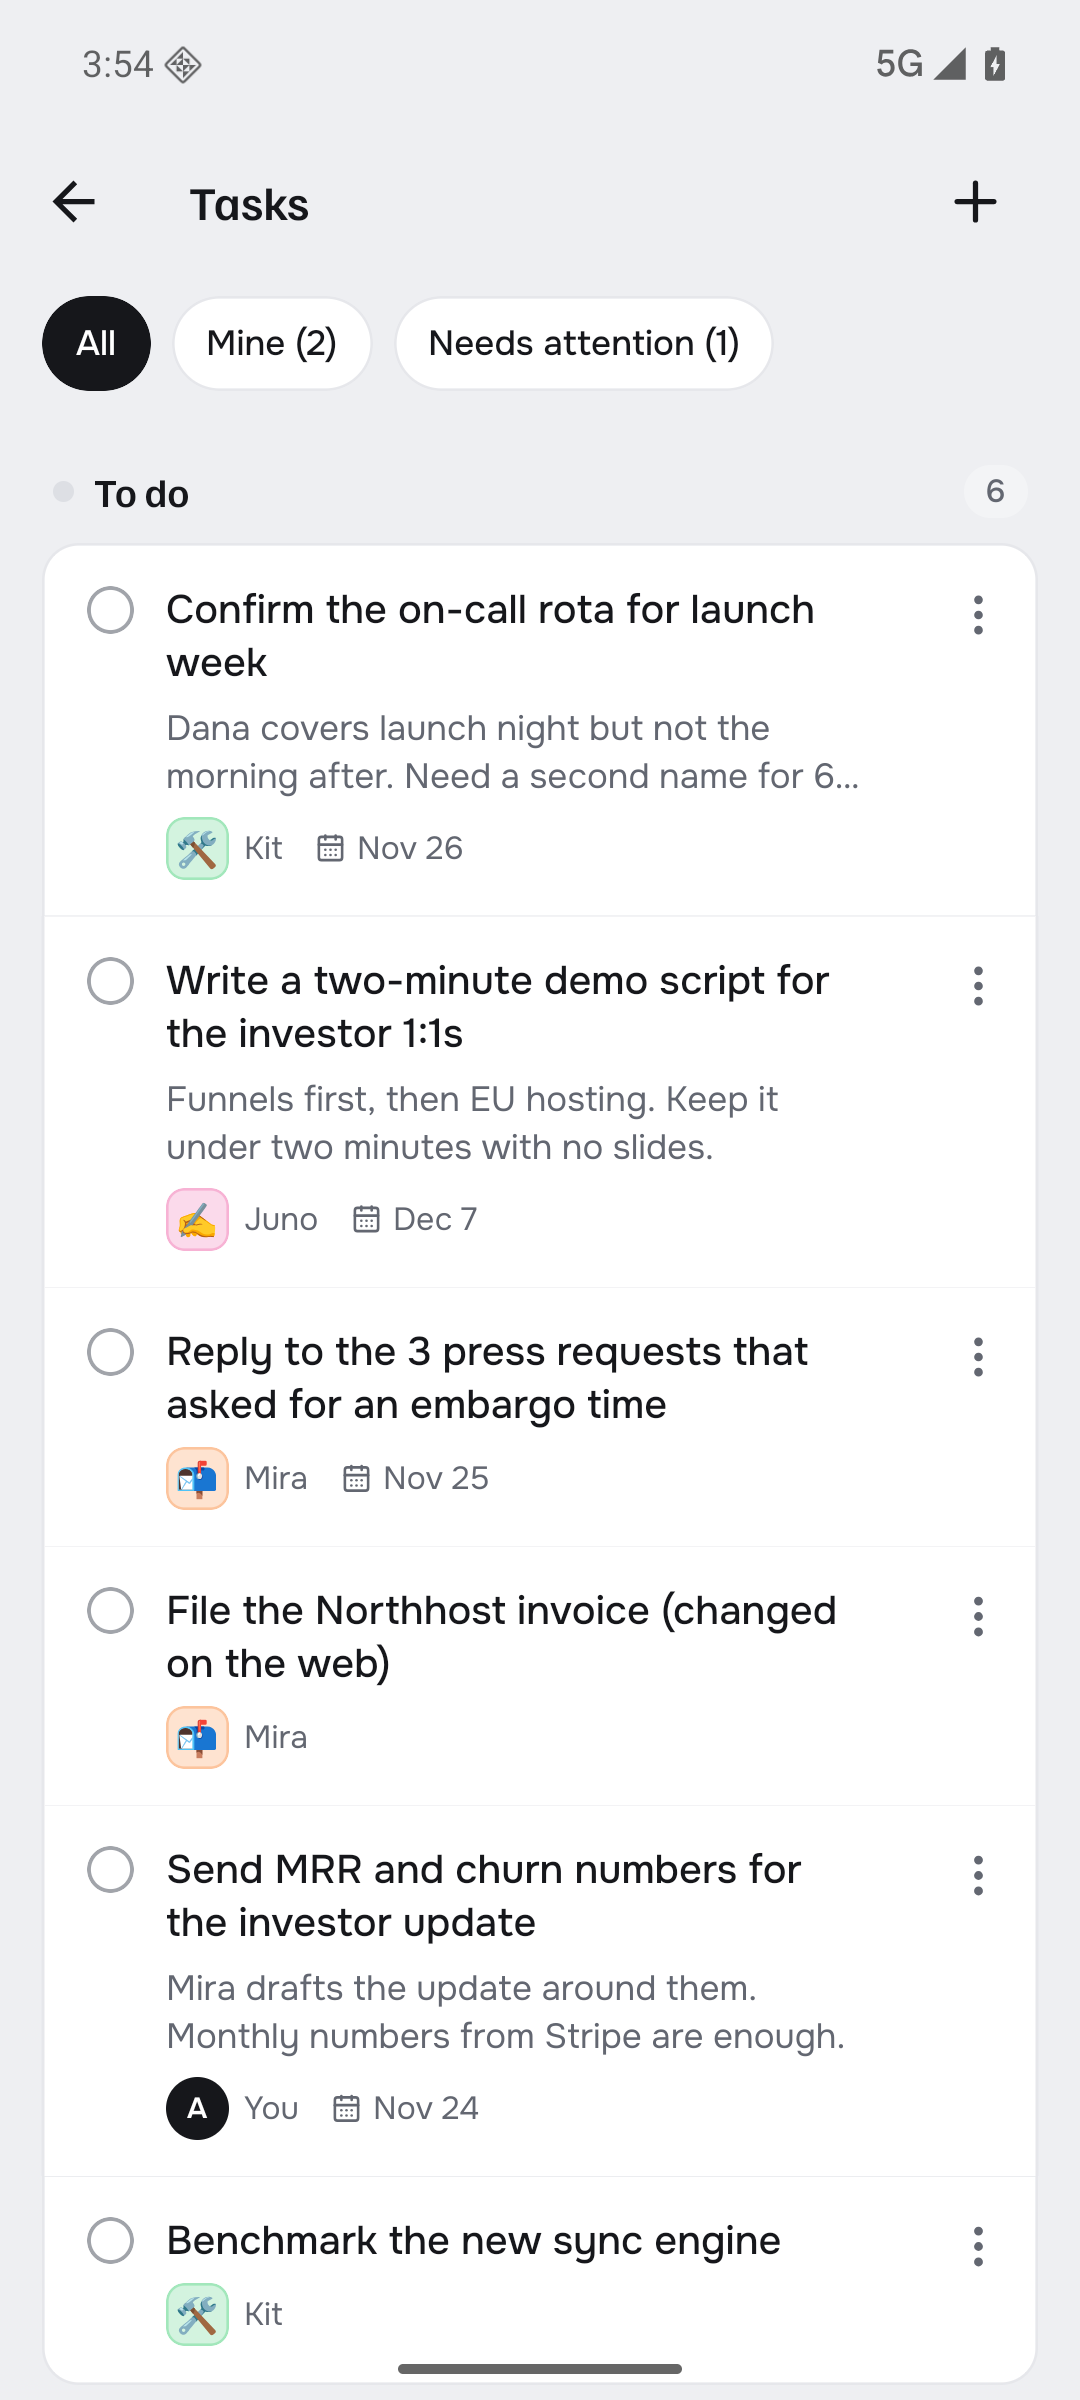 3:54
5G
Tasks
All
Mine (2)
Needs attention (1)
To do
6
Confirm the on-call rota for launch
week
Dana covers launch night but not the
morning after. Need a second name for 6...
Kit
Nov 26
Write a two-minute demo script for
the investor 1:1s
Funnels first, then EU hosting. Keep it
under two minutes with no slides.
Juno
Dec 7
Reply to the 3 press requests that
asked for an embargo time
Mira
Nov 25
File the Northhost invoice (changed
on the web)
Mira
Send MRR and churn numbers for
the investor update
Mira drafts the update around them.
Monthly numbers from Stripe are enough.
A
You
Nov 24
Benchmark the new sync engine
Kit